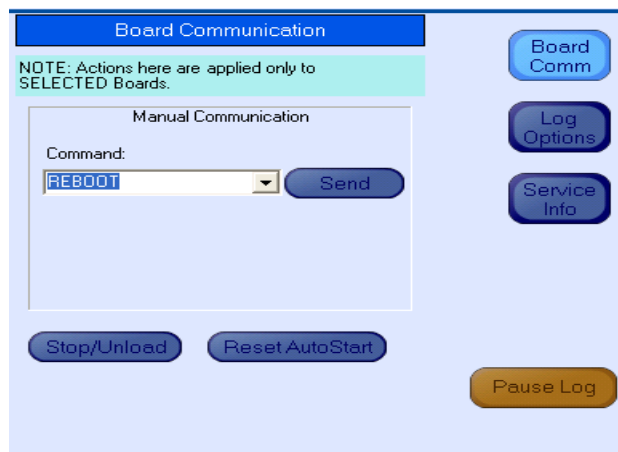 Board Communication
NOTE: Actions here are applied only to
SELECTED Boards.
Manual Communication
Command:
REBOOT
Send
Stop/Unload
Reset AutoStart
Board
Comm
Log
Options
Service
Info
Pause Log